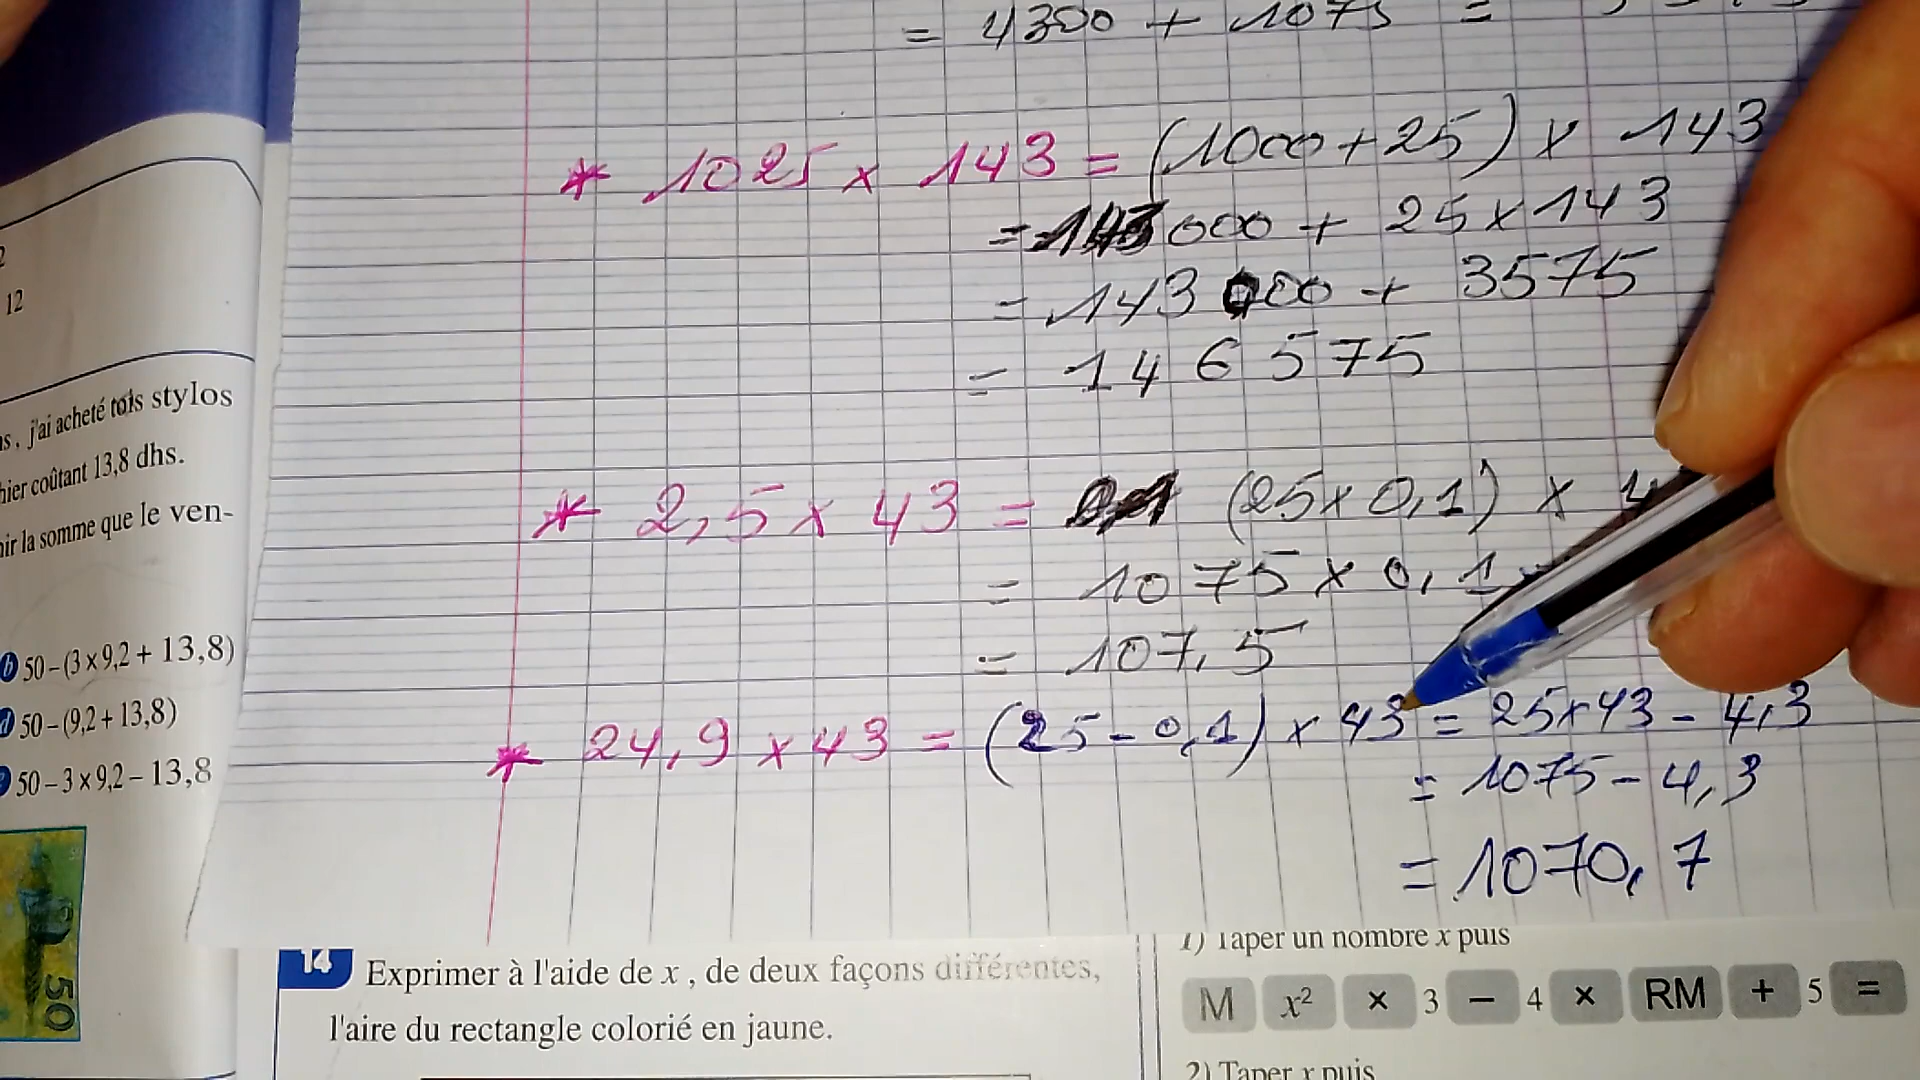 = 4300 + 1075 =
* 1025 × 143 = (1000 + 25) × 143
= 143 000 + 25 × 143
= 143 000 + 3575
= 146 575
* 2,5 × 43 = (25 × 0,1) × 4
= 1075 × 0,1
= 107,5
* 24,9 × 43 = (25 - 0,1) × 43 = 25 × 43 - 4,3
= 1075 - 4,3
= 1070,7
12
, j'ai acheté tois stylos
coûtant 13,8 dhs.
la somme que le ven-
b 50 – (3 × 9,2 + 13,8)
d 50 – (9,2 + 13,8)
50 – 3 × 9,2 – 13,8
50
14 Exprimer à l'aide de x , de deux façons différentes,
l'aire du rectangle colorié en jaune.
1) Taper un nombre x puis
M x² × 3 − 4 × RM + 5 =
2) Taper x puis